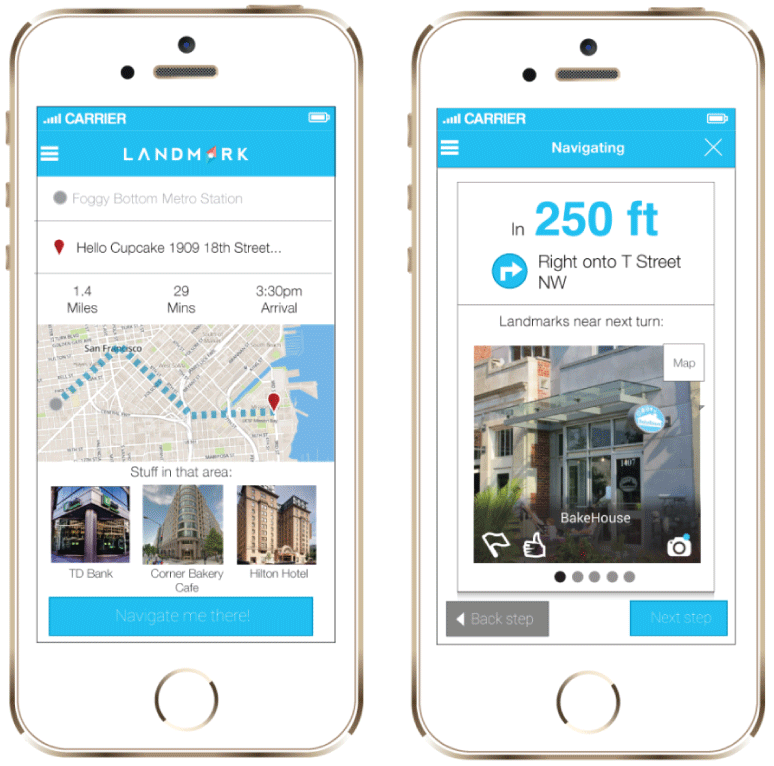 CARRIER
LANDMARK
Foggy Bottom Metro Station
Hello Cupcake 1909 18th Street...
1.4
Miles
29
Mins
3:30pm
Arrival
San Francisco
Stuff in that area:
TD Bank
Corner Bakery
Cafe
Hilton Hotel
Navigate me there!
CARRIER
Navigating
In 250 ft
Right onto T Street
NW
Landmarks near next turn:
Map
1407
BakeHouse
Back step
Next step